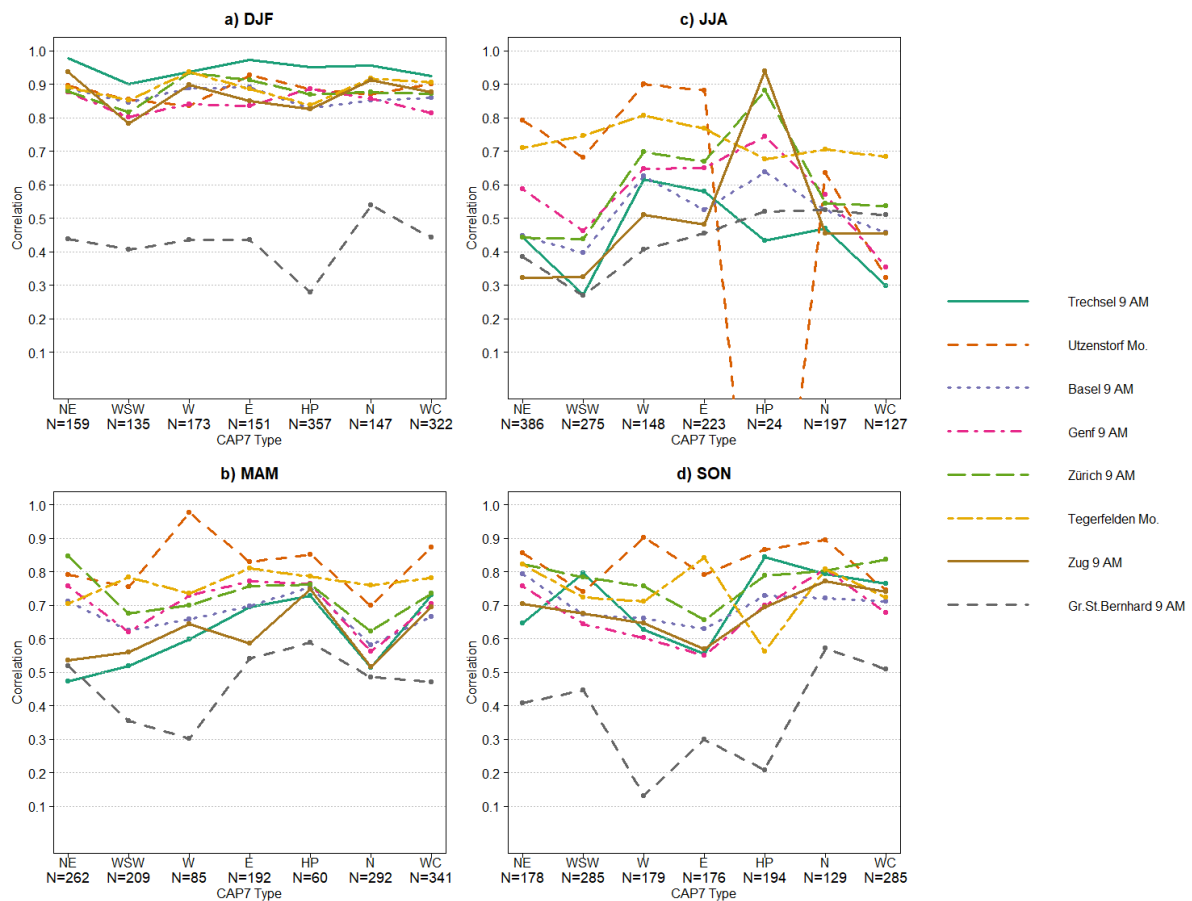 a) DJF
Correlation
1.0
0.9
0.8
0.7
0.6
0.5
0.4
0.3
0.2
0.1
NE WSW W E HP N WC
N=159 N=135 N=173 N=151 N=357 N=147 N=322
CAP7 Type
c) JJA
Correlation
1.0
0.9
0.8
0.7
0.6
0.5
0.4
0.3
0.2
0.1
NE WSW W E HP N WC
N=386 N=275 N=148 N=223 N=24 N=197 N=127
CAP7 Type
b) MAM
Correlation
1.0
0.9
0.8
0.7
0.6
0.5
0.4
0.3
0.2
0.1
NE WSW W E HP N WC
N=262 N=209 N=85 N=192 N=60 N=292 N=341
CAP7 Type
d) SON
Correlation
1.0
0.9
0.8
0.7
0.6
0.5
0.4
0.3
0.2
0.1
NE WSW W E HP N WC
N=178 N=285 N=179 N=176 N=194 N=129 N=285
CAP7 Type
Trechsel 9 AM
Utzenstorf Mo.
Basel 9 AM
Genf 9 AM
Zürich 9 AM
Tegerfelden Mo.
Zug 9 AM
Gr.St.Bernhard 9 AM